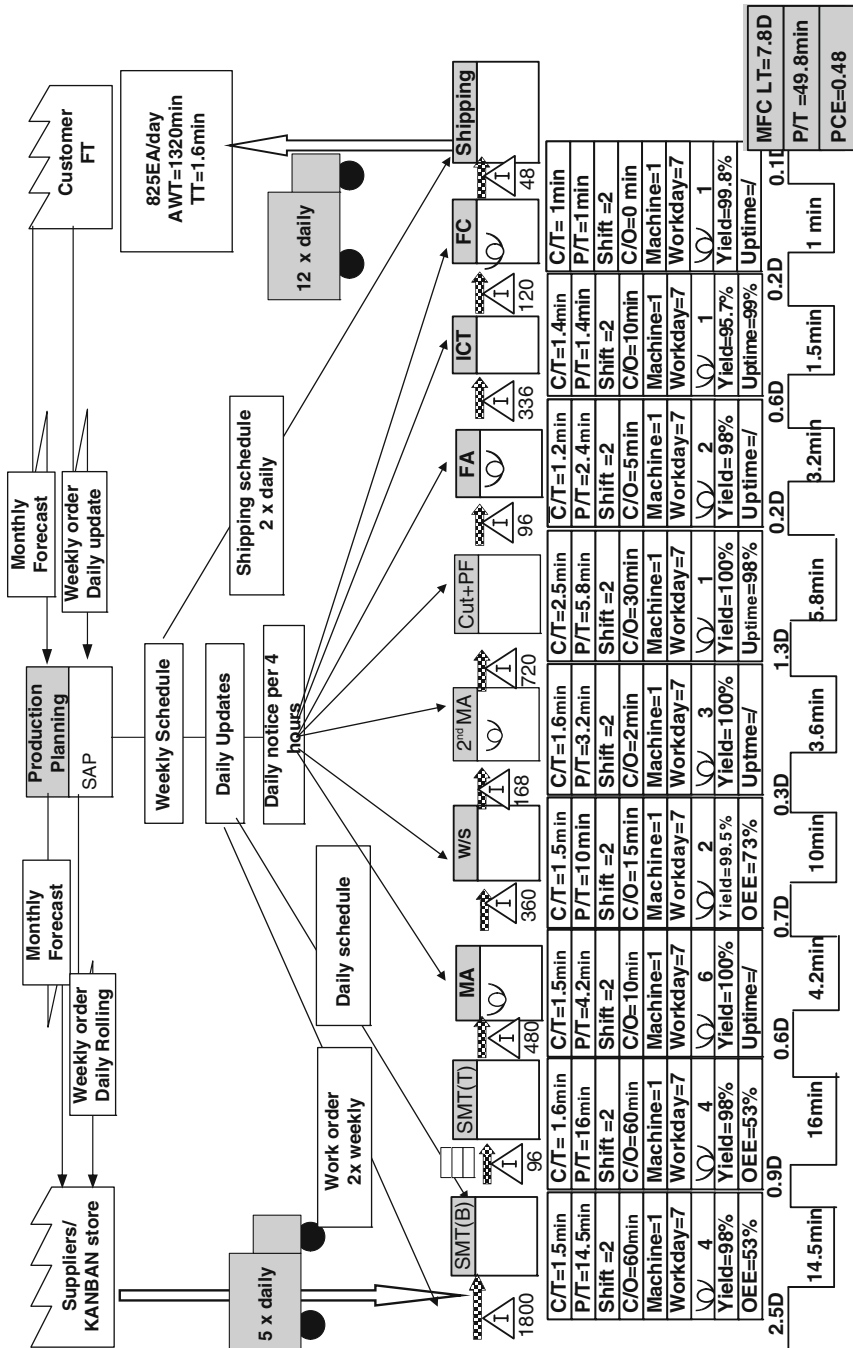 Suppliers/
KANBAN store
Monthly
Forecast
Weekly order
Daily Rolling
Production
Planning
SAP
Monthly
Forecast
Weekly order
Daily update
Customer
FT
5 x daily
Work order
2x weekly
Daily schedule
Weekly Schedule
Daily Updates
Daily notice per 4
hours
Shipping schedule
2 x daily
12 x daily
825EA/day
AWT=1320min
TT=1.6min
I
1800
SMT(B)
I
96
SMT(T)
I
480
MA
I
360
W/S
I
168
2nd MA
I
720
Cut+PF
I
96
FA
I
336
ICT
I
120
FC
I
48
Shipping
C/T=1.5min
P/T=14.5min
Shift =2
C/O=60min
Machine=1
Workday=7
4
Yield=98%
OEE=53%
C/T= 1.6min
P/T=16min
Shift =2
C/O=60min
Machine=1
Workday=7
4
Yield=98%
OEE=53%
C/T=1.5min
P/T=4.2min
Shift =2
C/O=10min
Machine=1
Workday=7
6
Yield=100%
Uptime=/
C/T=1.5min
P/T=10min
Shift =2
C/O=15min
Machine=1
Workday=7
2
Yield=99.5%
OEE=73%
C/T=1.6min
P/T=3.2min
Shift =2
C/O=2min
Machine=1
Workday=7
3
Yield=100%
Uptme=/
C/T=2.5min
P/T=5.8min
Shift =2
C/O=30min
Machine=1
Workday=7
1
Yield=100%
Uptime=98%
C/T=1.2min
P/T=2.4min
Shift =2
C/O=5min
Machine=1
Workday=7
2
Yield=98%
Uptime=/
C/T=1.4min
P/T=1.4min
Shift =2
C/O=10min
Machine=1
Workday=7
1
Yield=95.7%
Uptime=99%
C/T= 1min
P/T=1min
Shift =2
C/O=0 min
Machine=1
Workday=7
1
Yield=99.8%
Uptime=/
2.5D
14.5min
0.9D
16min
0.6D
4.2min
0.7D
10min
0.3D
3.6min
1.3D
5.8min
0.2D
3.2min
0.6D
1.5min
0.2D
1 min
0.1D
MFC LT=7.8D
P/T =49.8min
PCE=0.48